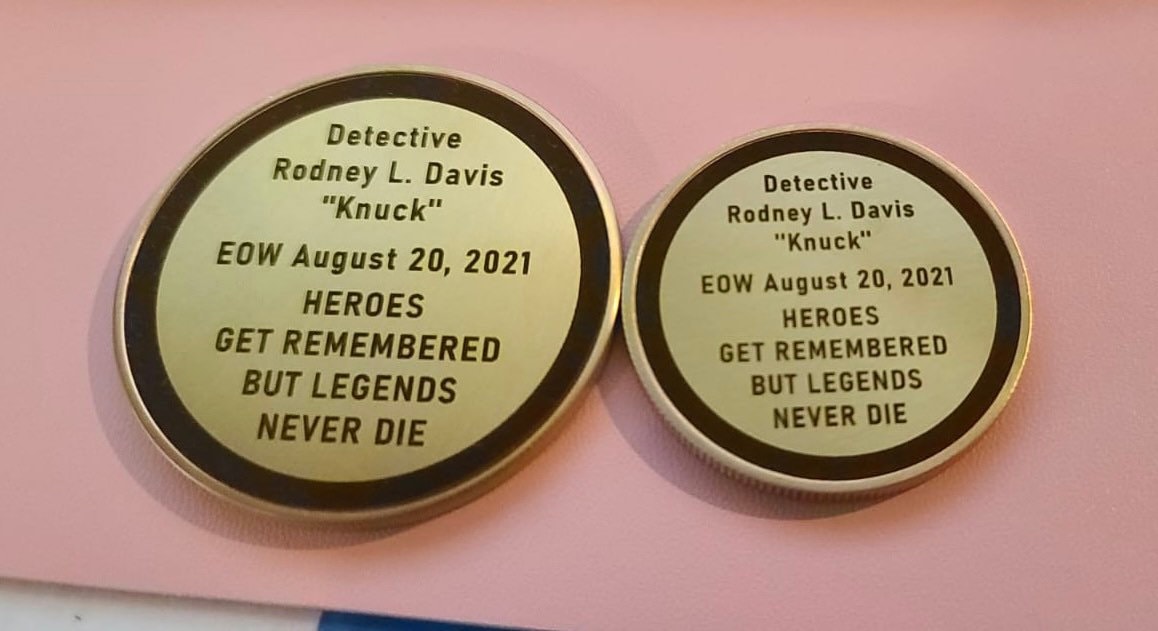 Detective
Rodney L. Davis
"Knuck"
EOW August 20, 2021
HEROES
GET REMEMBERED
BUT LEGENDS
NEVER DIE
Detective
Rodney L. Davis
"Knuck"
EOW August 20, 2021
HEROES
GET REMEMBERED
BUT LEGENDS
NEVER DIE